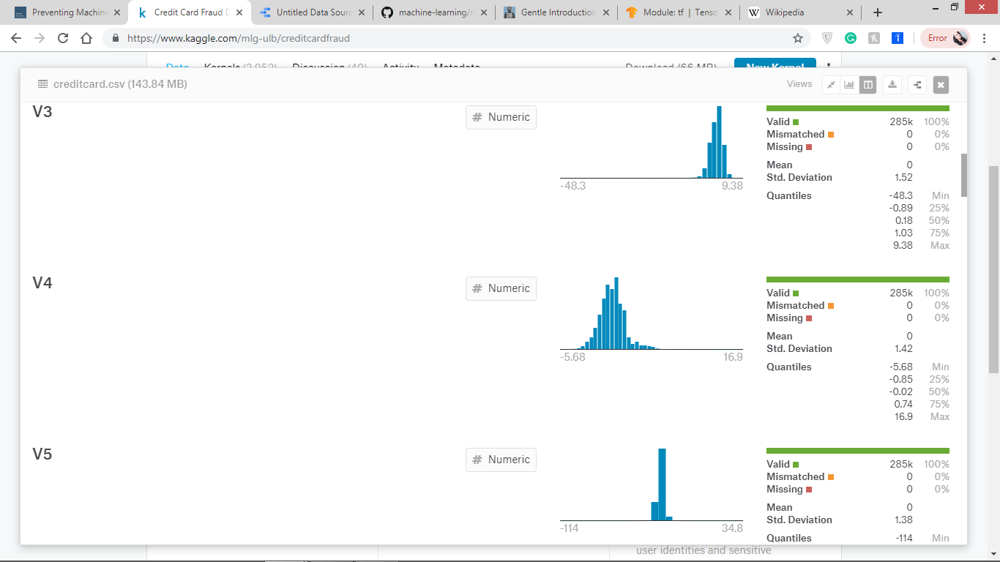 Preventing Machine
Credit Card Fraud D
Untitled Data Sourc
machine-learning/r
Gentle Introduction
Module: tf | Tenso
W Wikipedia
https://www.kaggle.com/mlg-ulb/creditcardfraud
Error
Data Kernels (2,052) Discussion (40) Activity Metadata Download (66 MB) New Kernel
creditcard.csv (143.84 MB)
Views
V3
# Numeric
-48.3 9.38
Valid 285k 100%
Mismatched 0 0%
Missing 0 0%
Mean 0
Std. Deviation 1.52
Quantiles -48.3 Min
-0.89 25%
0.18 50%
1.03 75%
9.38 Max
V4
# Numeric
-5.68 16.9
Valid 285k 100%
Mismatched 0 0%
Missing 0 0%
Mean 0
Std. Deviation 1.42
Quantiles -5.68 Min
-0.85 25%
-0.02 50%
0.74 75%
16.9 Max
V5
# Numeric
-114 34.8
Valid 285k 100%
Mismatched 0 0%
Missing 0 0%
Mean 0
Std. Deviation 1.38
Quantiles -114 Min
user identities and sensitive